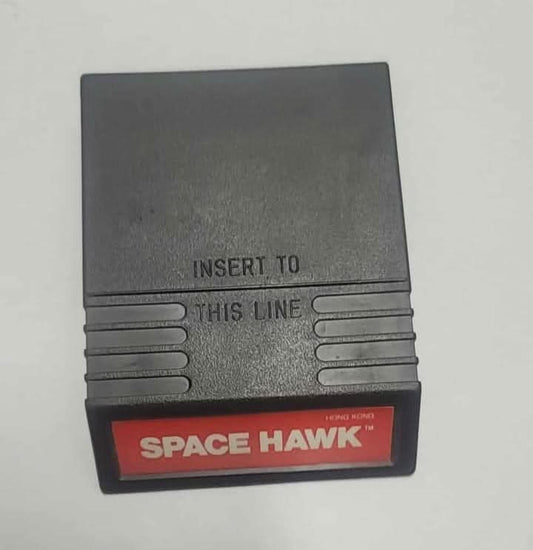 INSERT TO
THIS LINE
HONG KONG
SPACE HAWK™